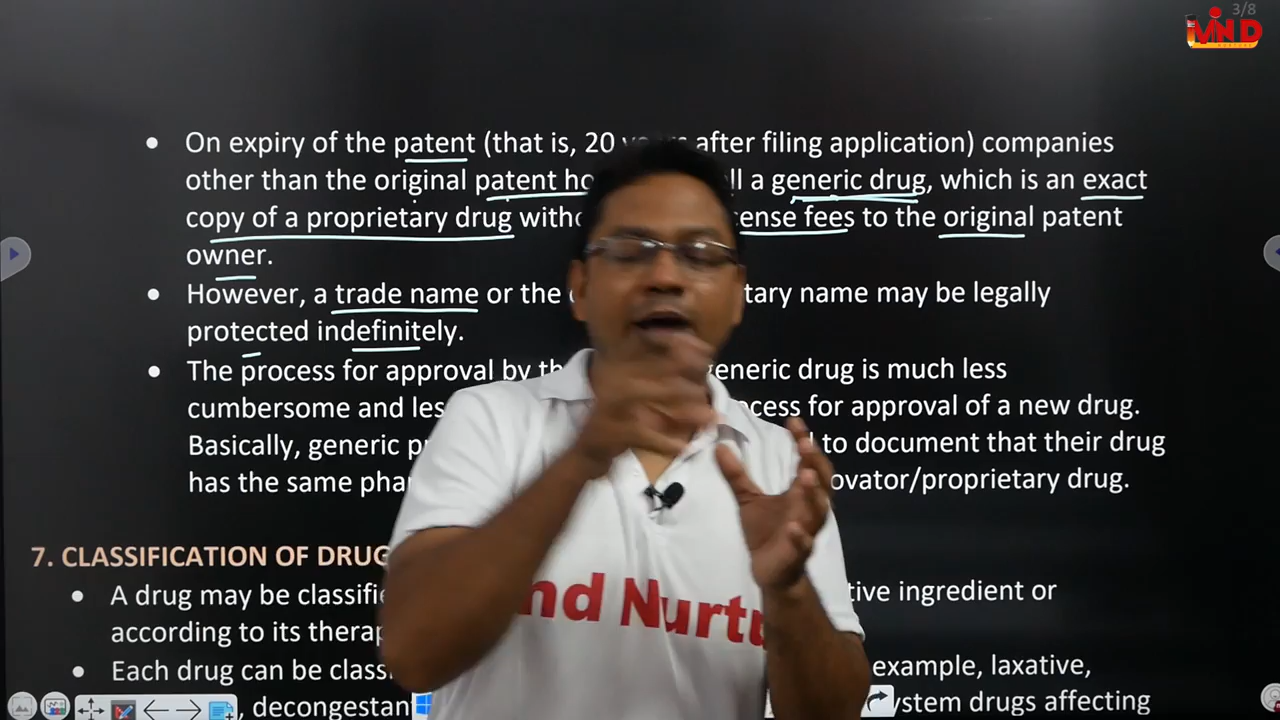 3/8
MIND
• On expiry of the patent (that is, 20 years after filing application) companies
other than the original patent ho ll a generic drug, which is an exact
copy of a proprietary drug witho ense fees to the original patent
owner.
• However, a trade name or the tary name may be legally
protected indefinitely.
• The process for approval by th generic drug is much less
cumbersome and les cess for approval of a new drug.
Basically, generic p to document that their drug
has the same pha ovator/proprietary drug.
7. CLASSIFICATION OF DRUG
• A drug may be classifie tive ingredient or
according to its therap
• Each drug can be class example, laxative,
, decongestan ystem drugs affecting
nd Nurtu